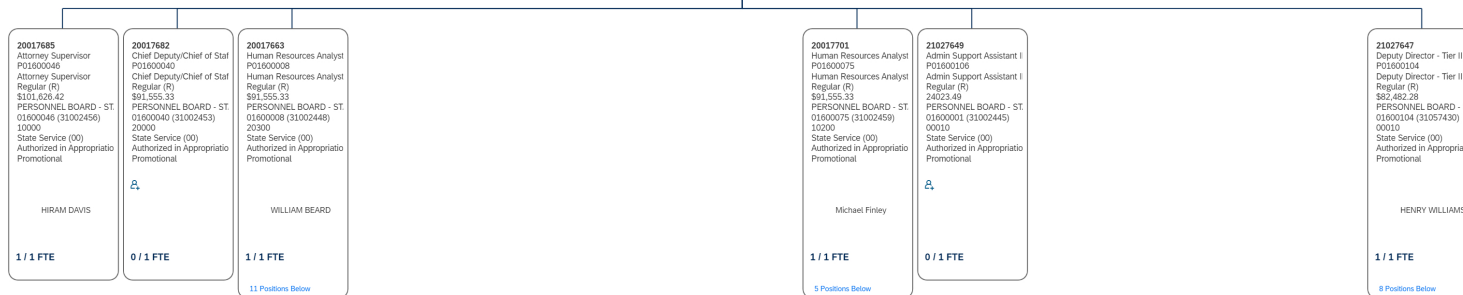 20017685
Attorney Supervisor
P01600046
Attorney Supervisor
Regular (R)
$101,626.42
PERSONNEL BOARD - ST.
01600046 (31002456)
10000
State Service (00)
Authorized in Appropriatio
Promotional
HIRAM DAVIS
1 / 1 FTE
20017682
Chief Deputy/Chief of Staf
P01600040
Chief Deputy/Chief of Staf
Regular (R)
$91,555.33
PERSONNEL BOARD - ST.
01600040 (31002453)
20000
State Service (00)
Authorized in Appropriatio
Promotional
0 / 1 FTE
20017663
Human Resources Analyst
P01600008
Human Resources Analyst
Regular (R)
$91,555.33
PERSONNEL BOARD - ST.
01600008 (31002448)
20300
State Service (00)
Authorized in Appropriatio
Promotional
WILLIAM BEARD
1 / 1 FTE
11 Positions Below
20017701
Human Resources Analyst
P01600075
Human Resources Analyst
Regular (R)
$91,555.33
PERSONNEL BOARD - ST.
01600075 (31002459)
10200
State Service (00)
Authorized in Appropriatio
Promotional
Michael Finley
1 / 1 FTE
5 Positions Below
21027649
Admin Support Assistant I
P01600106
Admin Support Assistant I
Regular (R)
24023.49
PERSONNEL BOARD - ST.
01600001 (31002445)
00010
State Service (00)
Authorized in Appropriatio
Promotional
0 / 1 FTE
21027647
Deputy Director - Tier II
P01600104
Deputy Director - Tier II
Regular (R)
$82,482.28
PERSONNEL BOARD -
01600104 (31057430)
00010
State Service (00)
Authorized in Appropria
Promotional
HENRY WILLIAMS
1 / 1 FTE
8 Positions Below